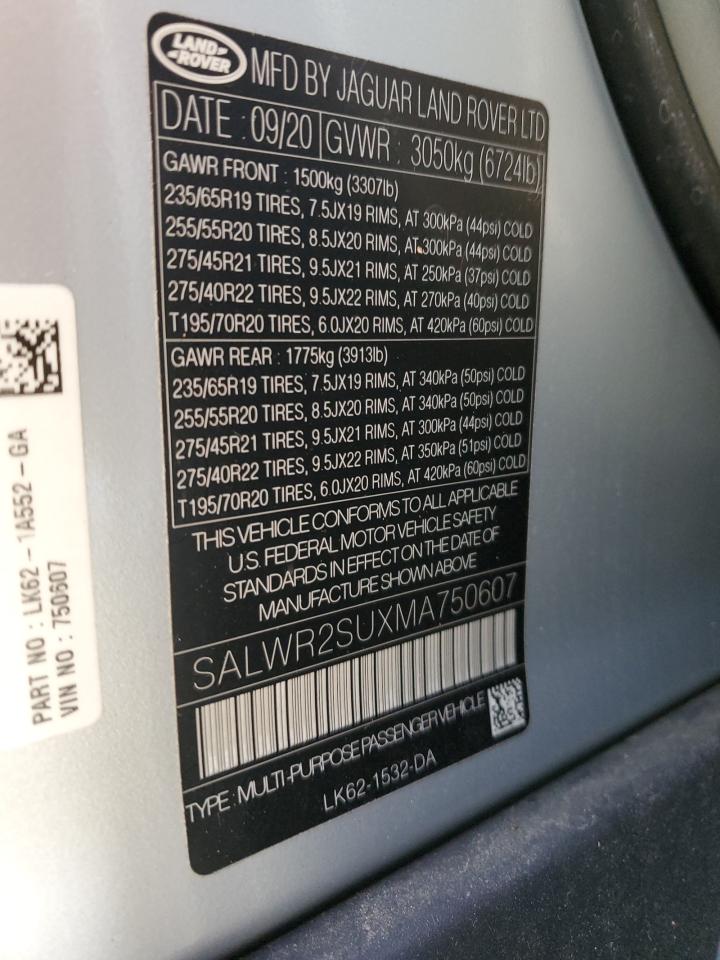 LAND ROVER
MFD BY JAGUAR LAND ROVER LTD
DATE : 09/20 GVWR : 3050kg (6724lb)
GAWR FRONT : 1500kg (3307lb)
235/65R19 TIRES, 7.5JX19 RIMS, AT 300kPa (44psi) COLD
255/55R20 TIRES, 8.5JX20 RIMS, AT 300kPa (44psi) COLD
275/45R21 TIRES, 9.5JX21 RIMS, AT 250kPa (37psi) COLD
275/40R22 TIRES, 9.5JX22 RIMS, AT 270kPa (40psi) COLD
T195/70R20 TIRES, 6.0JX20 RIMS, AT 420kPa (60psi) COLD
GAWR REAR : 1775kg (3913lb)
235/65R19 TIRES, 7.5JX19 RIMS, AT 340kPa (50psi) COLD
255/55R20 TIRES, 8.5JX20 RIMS, AT 340kPa (50psi) COLD
275/45R21 TIRES, 9.5JX21 RIMS, AT 300kPa (44psi) COLD
275/40R22 TIRES, 9.5JX22 RIMS, AT 350kPa (51psi) COLD
T195/70R20 TIRES, 6.0JX20 RIMS, AT 420kPa (60psi) COLD
THIS VEHICLE CONFORMS TO ALL APPLICABLE
U.S. FEDERAL MOTOR VEHICLE SAFETY
STANDARDS IN EFFECT ON THE DATE OF
MANUFACTURE SHOWN ABOVE
SALWR2SUXMA750607
TYPE : MULTI-PURPOSE PASSENGER VEHICLE
LK62-1532-DA
PART NO : LK62-1A552-GA
VIN NO : 750607